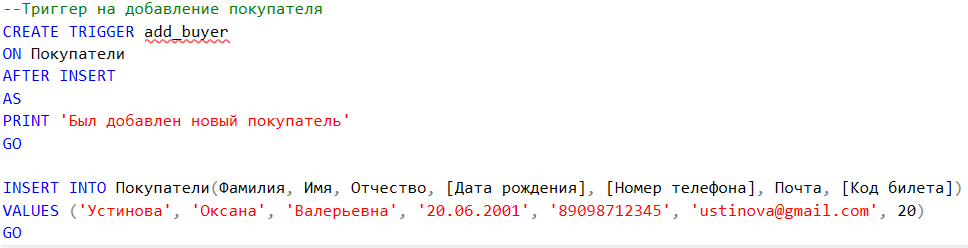 --Триггер на добавление покупателя
CREATE TRIGGER add_buyer
ON Покупатели
AFTER INSERT
AS
PRINT 'Был добавлен новый покупатель'
GO
INSERT INTO Покупатели(Фамилия, Имя, Отчество, [Дата рождения], [Номер телефона], Почта, [Код билета])
VALUES ('Устинова', 'Оксана', 'Валерьевна', '20.06.2001', '89098712345', 'ustinova@gmail.com', 20)
GO